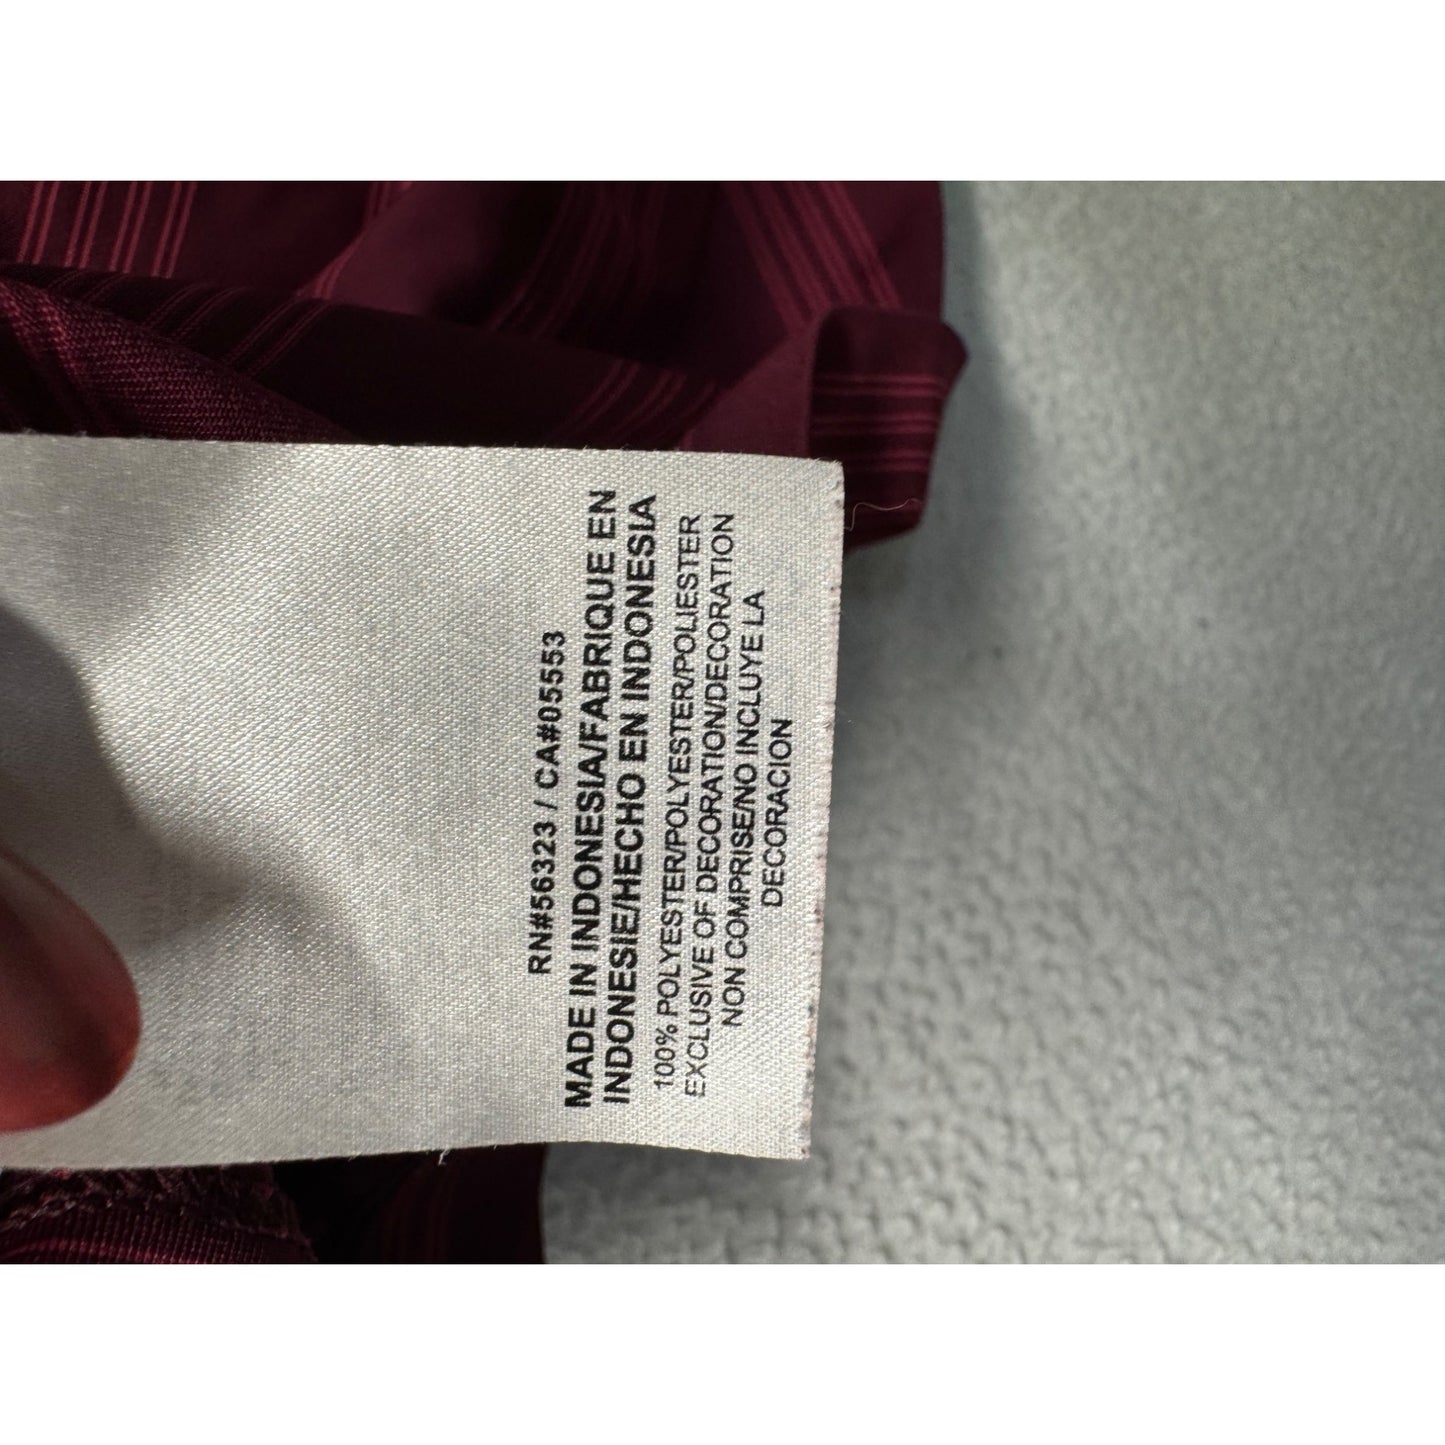 RN#56323 / CA#05553
MADE IN INDONESIA/FABRIQUE EN
INDONESIE/HECHO EN INDONESIA
100% POLYESTER/POLYESTER/POLIESTER
EXCLUSIVE OF DECORATION/DECORATION
NON COMPRISE/NO INCLUYE LA
DECORACION